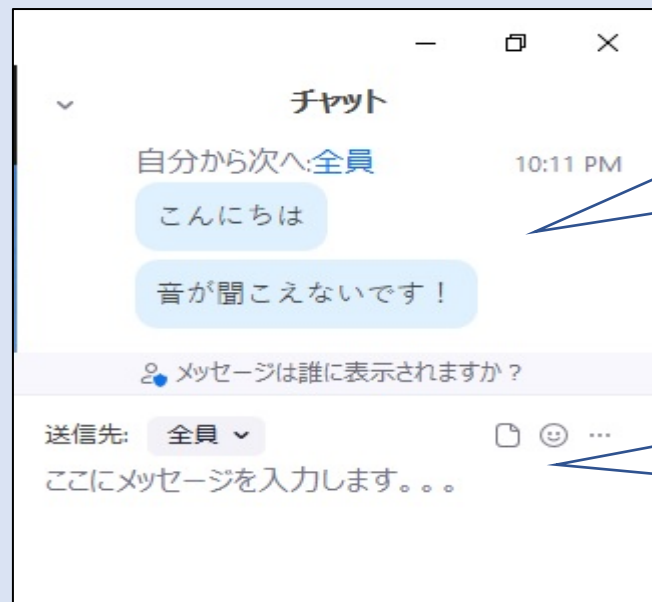 チャット
自分から次へ:全員 10:11 PM
こんにちは
音が聞こえないです！
メッセージは誰に表示されますか？
送信先: 全員
ここにメッセージを入力します。。。